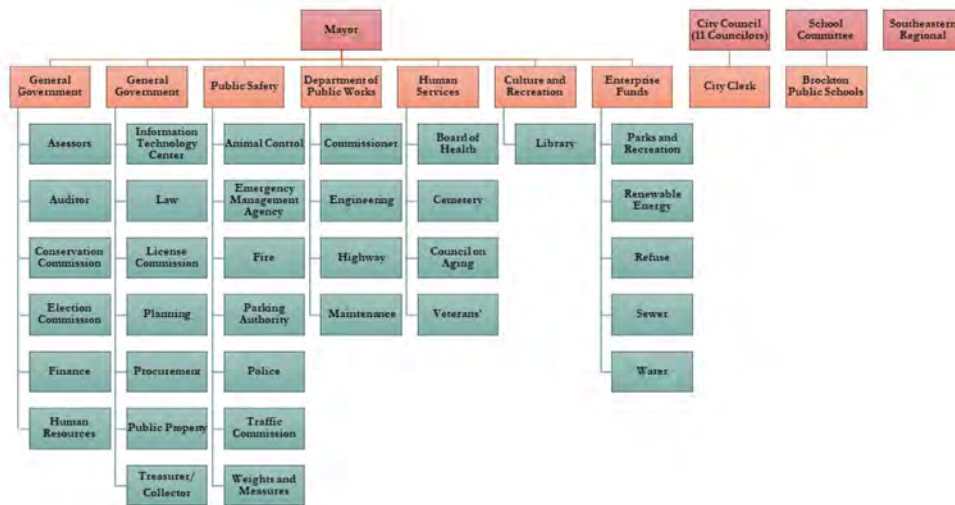 Mayor
City Council
(11 Councilors)
School
Committee
Southeastern
Regional
General
Government
General
Government
Public Safety
Department of
Public Works
Human
Services
Culture and
Recreation
Enterprise
Funds
City Clerk
Brockton
Public Schools
Asessors
Information
Technology
Center
Animal Control
Commissioner
Board of
Health
Library
Parks and
Recreation
Auditor
Law
Emergency
Management
Agency
Engineering
Cemetery
Renewable
Energy
Conservation
Commission
License
Commission
Fire
Highway
Council on
Aging
Refuse
Election
Commission
Planning
Parking
Authority
Maintenance
Veterans'
Sewer
Finance
Procurement
Police
Water
Human
Resources
Public Property
Traffic
Commission
Treasurer/
Collector
Weights and
Measures